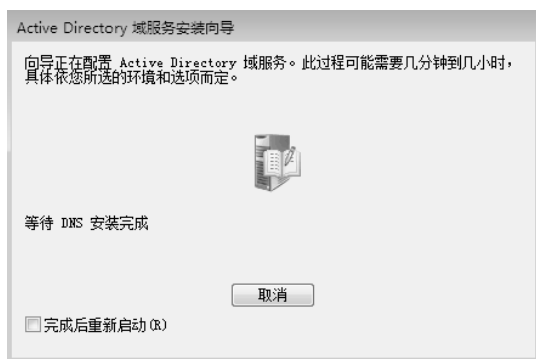 Active Directory 域服务安装向导
向导正在配置 Active Directory 域服务。此过程可能需要几分钟到几小时，
具体依您所选的环境和选项而定。
等待 DNS 安装完成
取消
完成后重新启动(R)